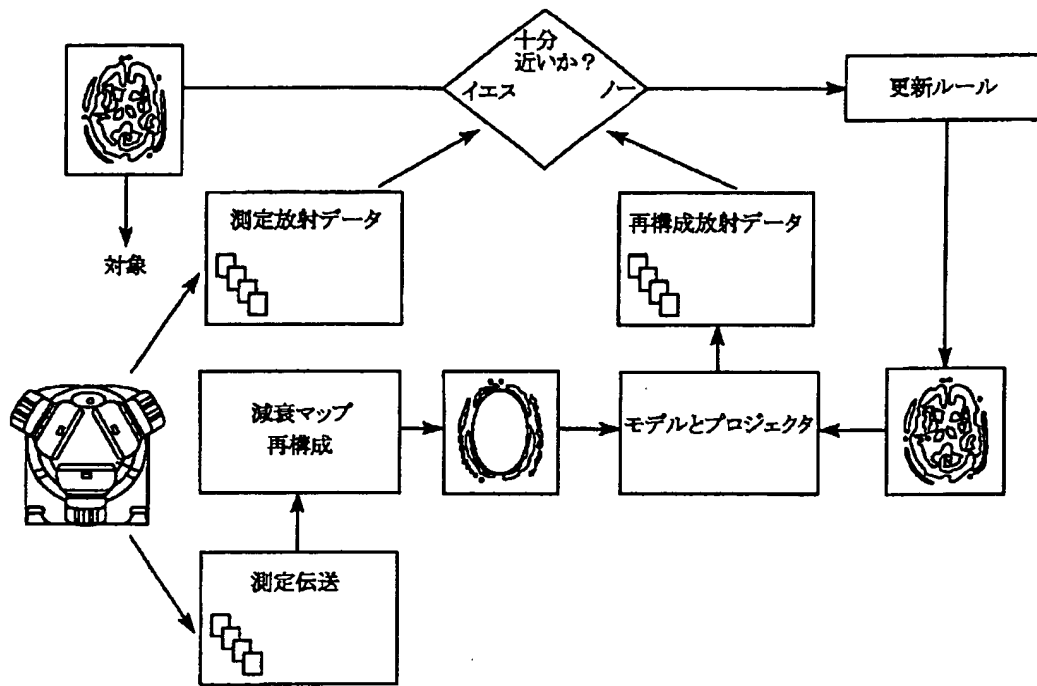 十分
近いか?
イエス
ノー
更新ルール
測定放射データ
再構成放射データ
対象
減衰マップ
再構成
モデルとプロジェクタ
測定伝送